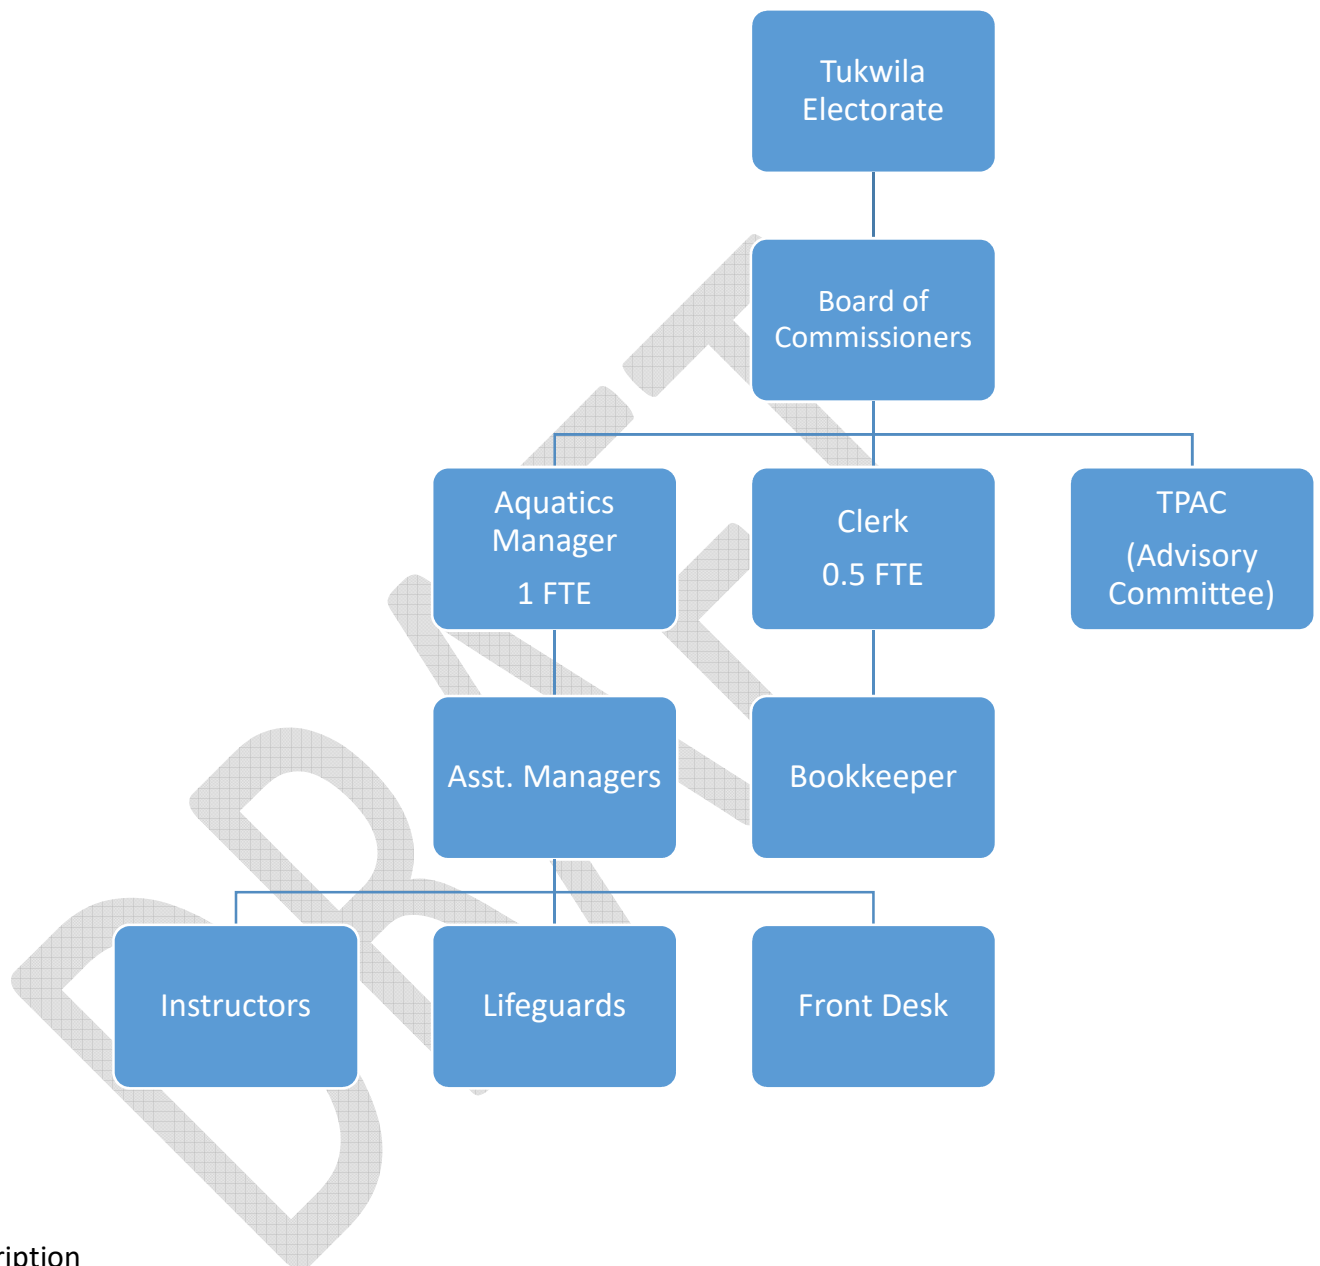 Tukwila
Electorate
Board of
Commissioners
Aquatics
Manager
1 FTE
Clerk
0.5 FTE
TPAC
(Advisory
Committee)
Asst. Managers
Bookkeeper
Instructors
Lifeguards
Front Desk
DRAFT
ription